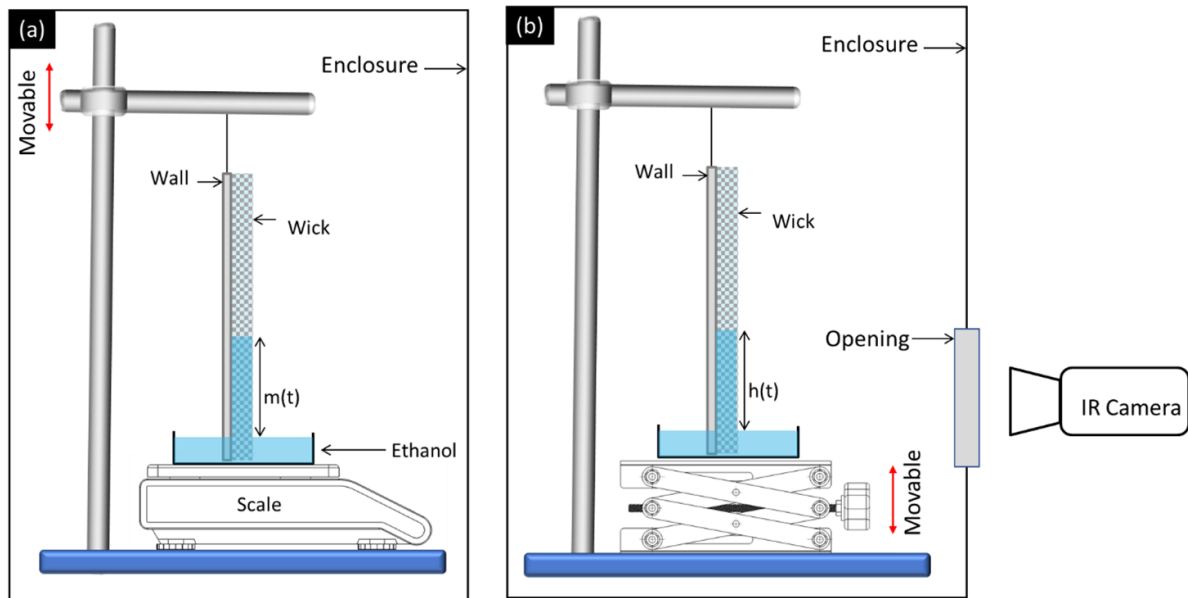 (a)
Enclosure
Movable
Wall
Wick
m(t)
Ethanol
Scale
(b)
Enclosure
Wall
Wick
Opening
h(t)
IR Camera
Movable